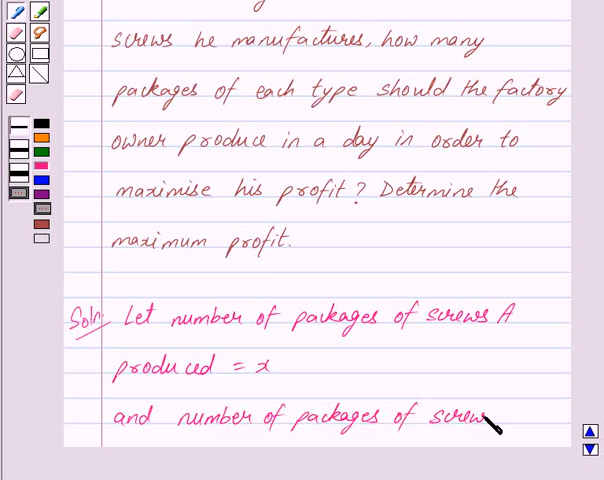 screws he manufactures, how many
packages of each type should the factory
owner produce in a day in order to
maximise his profit? Determine the
maximum profit.
Soln: Let number of packages of screws A
produced = x
and number of packages of screw